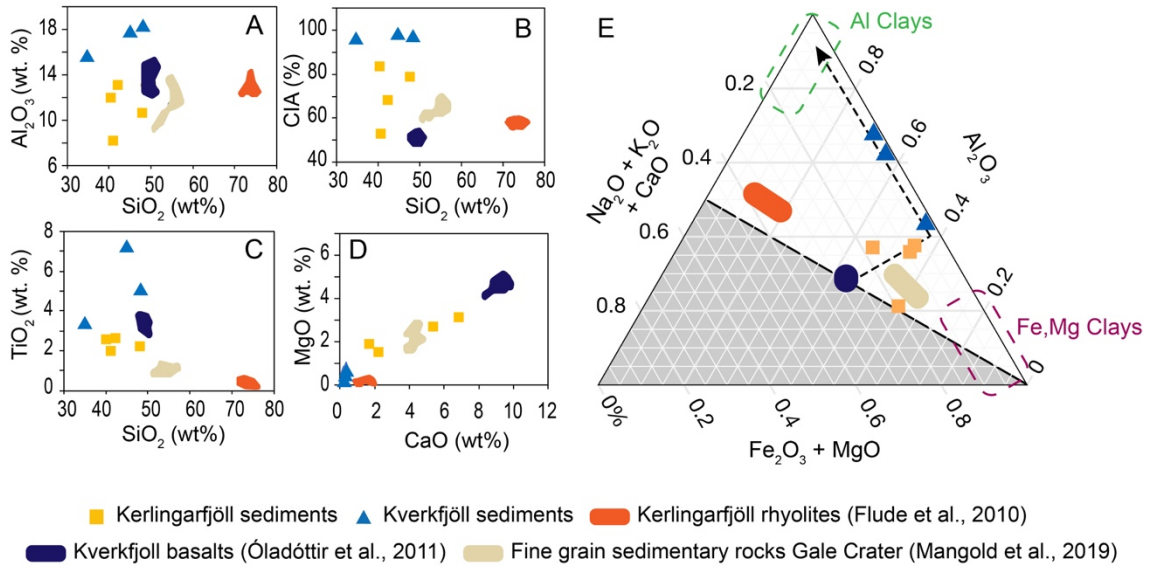 A
Al₂O₃ (wt. %)
18
14
10
6
30 40 50 60 70 80
SiO₂ (wt%)
B
CIA (%)
100
80
60
40
30 40 50 60 70 80
SiO₂ (wt%)
C
TiO₂ (wt. %)
8
6
4
2
0
30 40 50 60 70 80
SiO₂ (wt%)
D
MgO (wt. %)
6
4
2
0
0 2 4 6 8 10 12
CaO (wt%)
E
Al Clays
0.2
0.4
0.6
0.8
Na₂O + K₂O
+ CaO
0.8
0.6
Al₂O₃
0.4
0.2
0
Fe,Mg Clays
0%
0.2
0.4
0.6
0.8
Fe₂O₃ + MgO
Kerlingarfjöll sediments Kverkfjöll sediments Kerlingarfjöll rhyolites (Flude et al., 2010)
Kverkfjoll basalts (Óladóttir et al., 2011) Fine grain sedimentary rocks Gale Crater (Mangold et al., 2019)